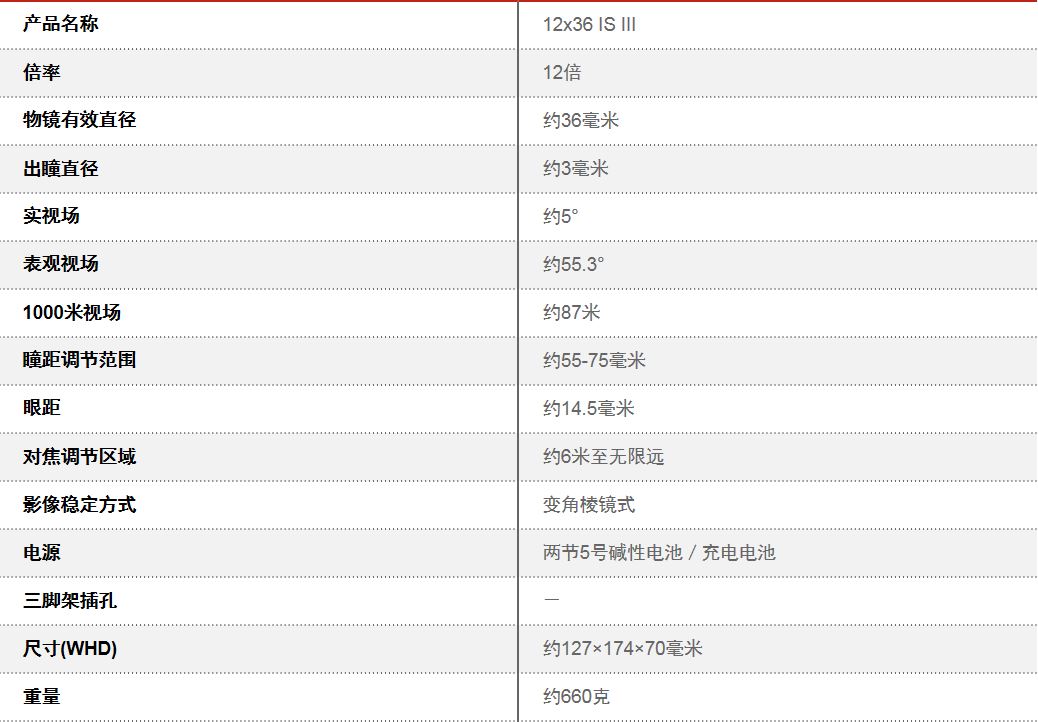 产品名称 12x36 IS III
倍率 12倍
物镜有效直径 约36毫米
出瞳直径 约3毫米
实视场 约5°
表观视场 约55.3°
1000米视场 约87米
瞳距调节范围 约55-75毫米
眼距 约14.5毫米
对焦调节区域 约6米至无限远
影像稳定方式 变角棱镜式
电源 两节5号碱性电池 / 充电电池
三脚架插孔 —
尺寸(WHD) 约127×174×70毫米
重量 约660克